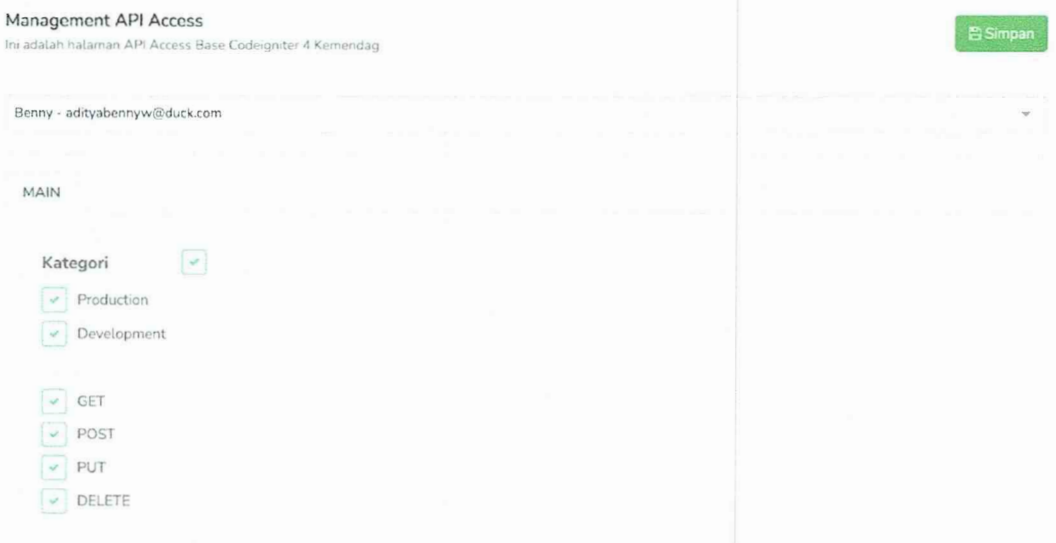 Management API Access
Ini adalah halaman API Access Base Codeigniter 4 Kemendag
Simpan
Benny - adityabennyw@duck.com
MAIN
Kategori
Production
Development
GET
POST
PUT
DELETE